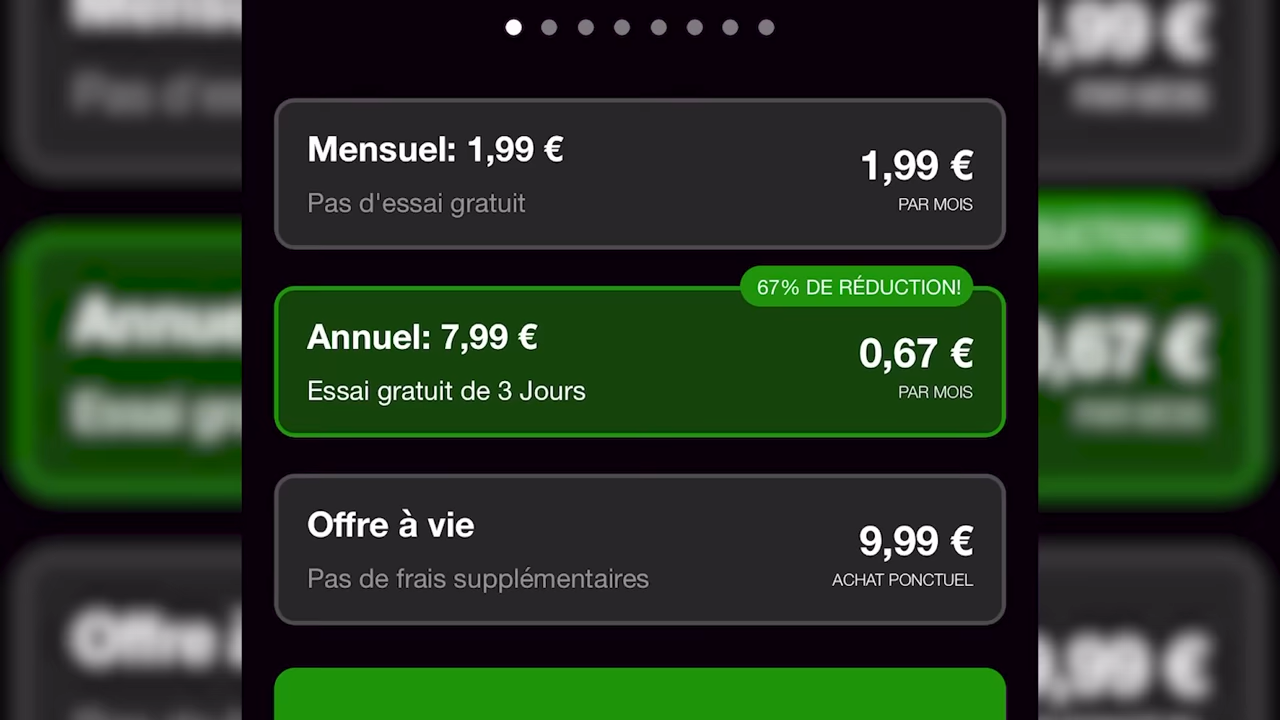 Mensuel: 1,99 €
Pas d'essai gratuit
1,99 €
PAR MOIS
67% DE RÉDUCTION!
Annuel: 7,99 €
Essai gratuit de 3 Jours
0,67 €
PAR MOIS
Offre à vie
Pas de frais supplémentaires
9,99 €
ACHAT PONCTUEL